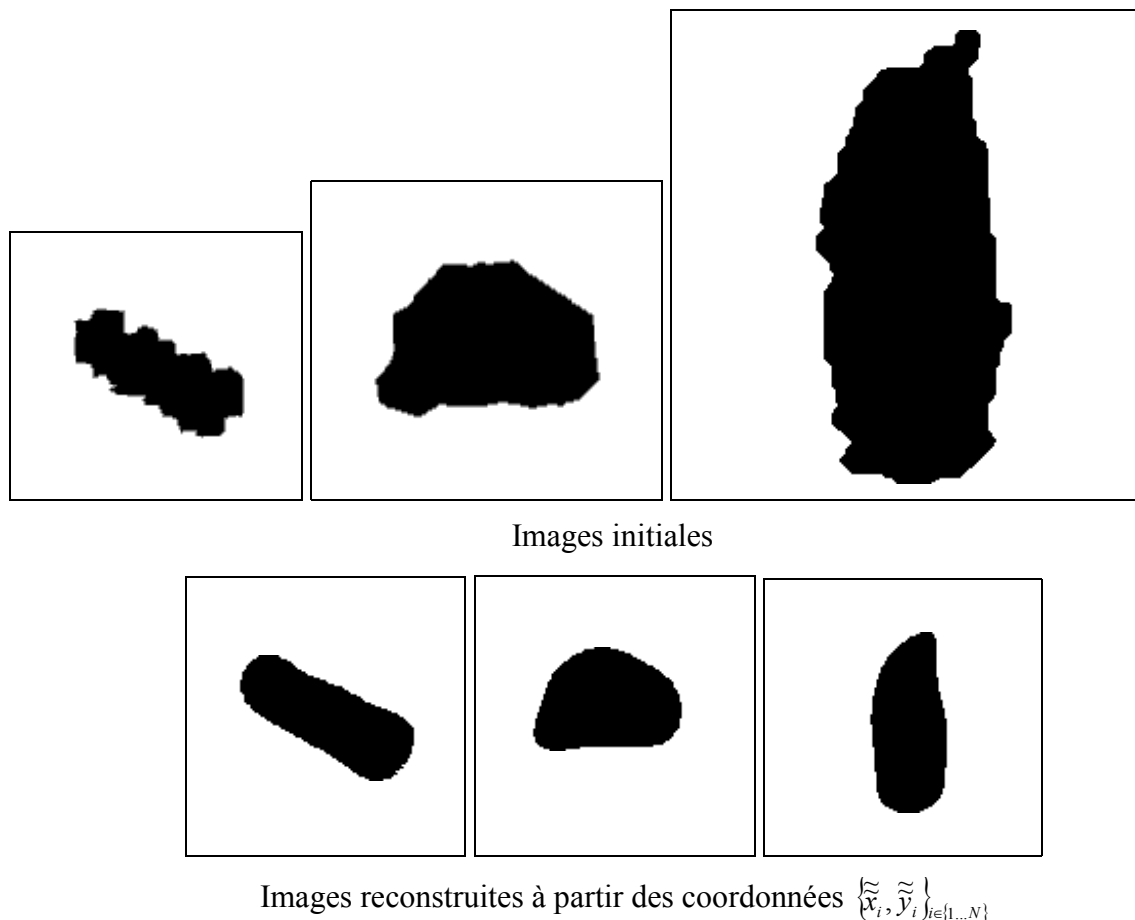 Images initiales
Images reconstruites à partir des coordonnées {x̃̃ᵢ, ỹ̃ᵢ}i∈{1...N}